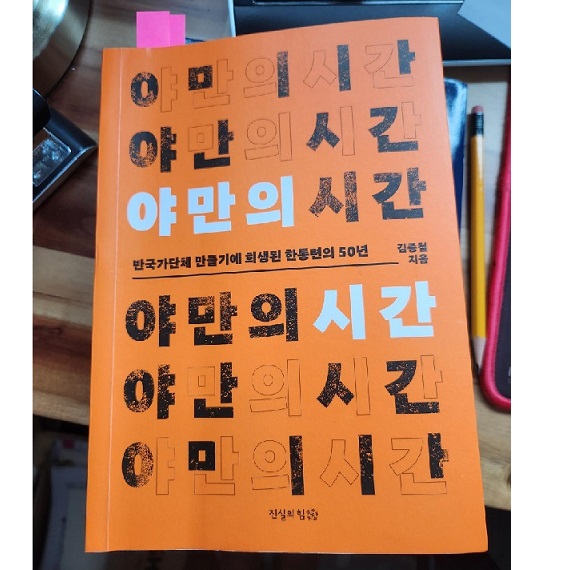 야만의 시간
야만의 시간
야만의 시간
반국가단체 만들기에 희생된 한통련의 50년
김종철
지음
야만의 시간
야만의 시간
야만의 시간
진실의 힘